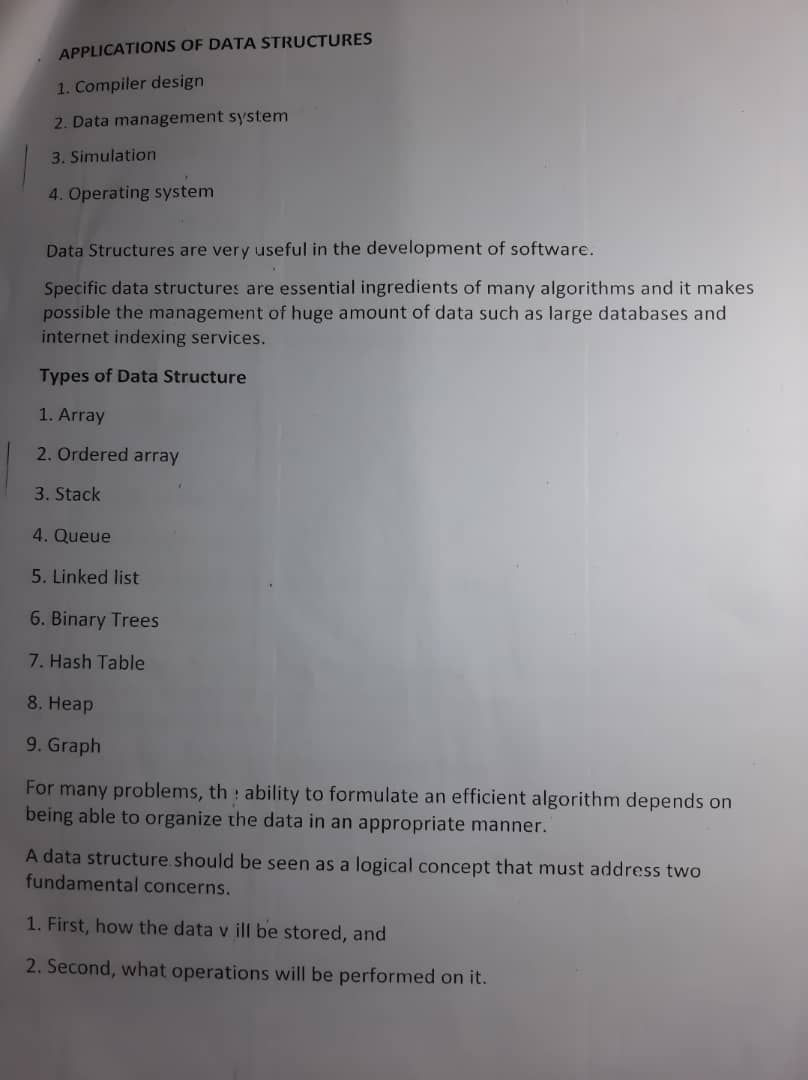 APPLICATIONS OF DATA STRUCTURES
1. Compiler design
2. Data management system
3. Simulation
4. Operating system
Data Structures are very useful in the development of software.
Specific data structures are essential ingredients of many algorithms and it makes
possible the management of huge amount of data such as large databases and
internet indexing services.
Types of Data Structure
1. Array
2. Ordered array
3. Stack
4. Queue
5. Linked list
6. Binary Trees
7. Hash Table
8. Heap
9. Graph
For many problems, the ability to formulate an efficient algorithm depends on
being able to organize the data in an appropriate manner.
A data structure should be seen as a logical concept that must address two
fundamental concerns.
1. First, how the data will be stored, and
2. Second, what operations will be performed on it.